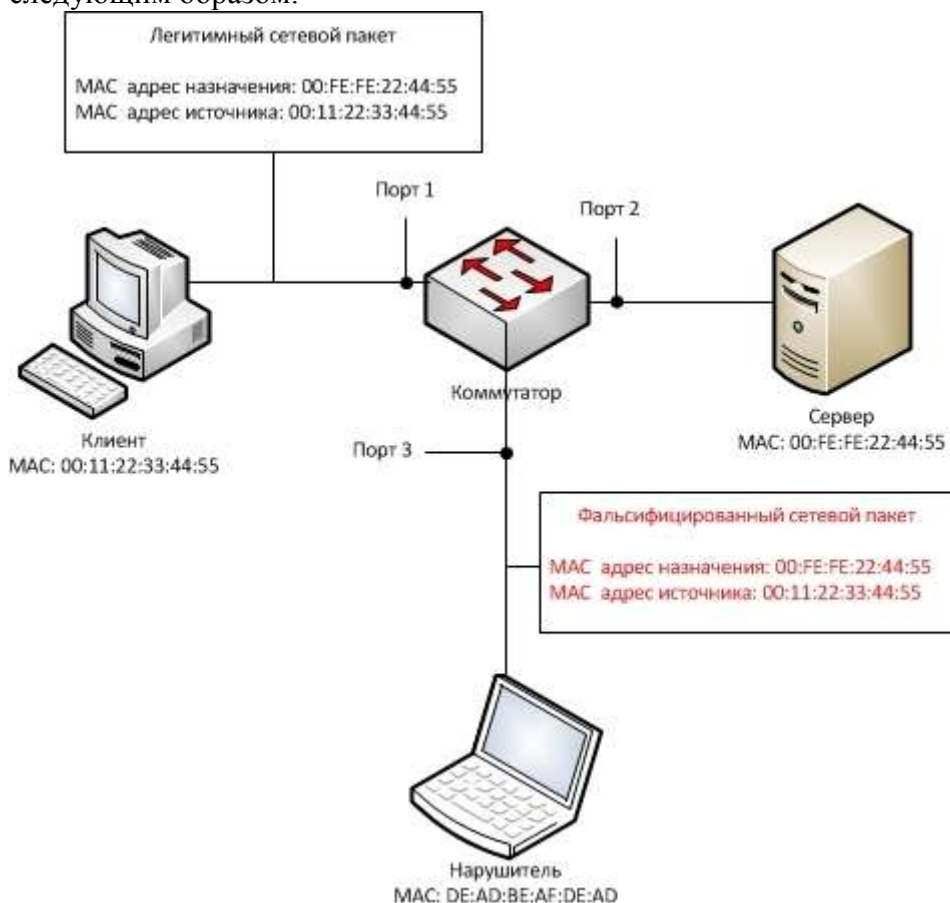 следующим образом:
Легитимный сетевой пакет
MAC адрес назначения: 00:FE:FE:22:44:55
MAC адрес источника: 00:11:22:33:44:55
Порт 1
Порт 2
Коммутатор
Сервер
MAC: 00:FE:FE:22:44:55
Клиент
MAC: 00:11:22:33:44:55
Порт 3
Фальсифицированный сетевой пакет
MAC адрес назначения: 00:FE:FE:22:44:55
MAC адрес источника: 00:11:22:33:44:55
Нарушитель
MAC: DE:AD:BE:AF:DE:AD